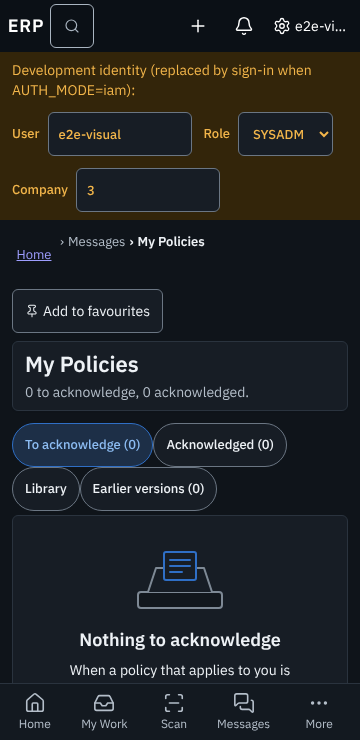 ERP
e2e-vi...
Development identity (replaced by sign-in when
AUTH_MODE=iam):
User e2e-visual Role SYSADM
Company 3
Home › Messages › My Policies
Add to favourites
My Policies
0 to acknowledge, 0 acknowledged.
To acknowledge (0) Acknowledged (0)
Library Earlier versions (0)
Nothing to acknowledge
When a policy that applies to you is
Home My Work Scan Messages More